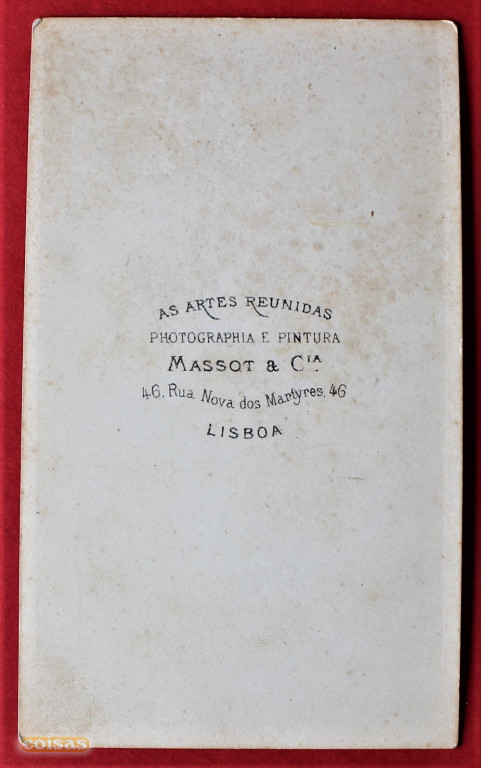 AS ARTES REUNIDAS
PHOTOGRAPHIA E PINTURA
MASSOT & CIA.
46, Rua Nova dos Martyres, 46
LISBOA
coisas